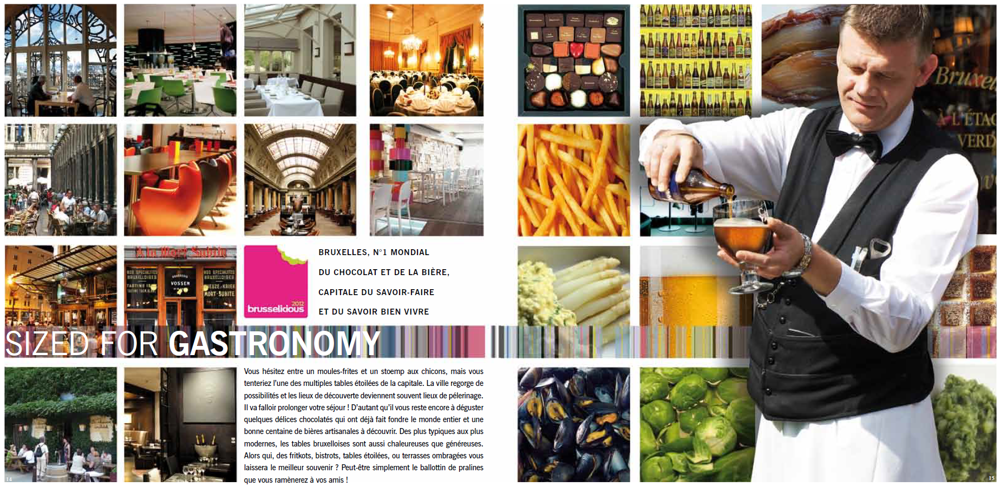 Bruxel
À L'ÉTAG
VERD
A la Mort Subite
NOS SPECIALITES
BRUXELLOISES
BRASSERIE
VOSSEN
NOS SPECIALITES
BRUXELLOISES
GEUZE-KRIEK
MORT-SUBITE
2012
brusselicious
BRUXELLES, N°1 MONDIAL
DU CHOCOLAT ET DE LA BIÈRE,
CAPITALE DU SAVOIR-FAIRE
ET DU SAVOIR BIEN VIVRE
SIZED FOR GASTRONOMY
Vous hésitez entre un moules-frites et un stoemp aux chicons, mais vous
tenteriez l'une des multiples tables étoilées de la capitale. La ville regorge de
possibilités et les lieux de découverte deviennent souvent lieux de pélerinage.
Il va falloir prolonger votre séjour ! D'autant qu'il vous reste encore à déguster
quelques délices chocolatés qui ont déjà fait fondre le monde entier et une
bonne centaine de bières artisanales à découvrir. Des plus typiques aux plus
modernes, les tables bruxelloises sont aussi chaleureuses que généreuses.
Alors qui, des fritkots, bistrots, tables étoilées, ou terrasses ombragées vous
laissera le meilleur souvenir ? Peut-être simplement le ballottin de pralines
que vous ramènerez à vos amis !
14
15